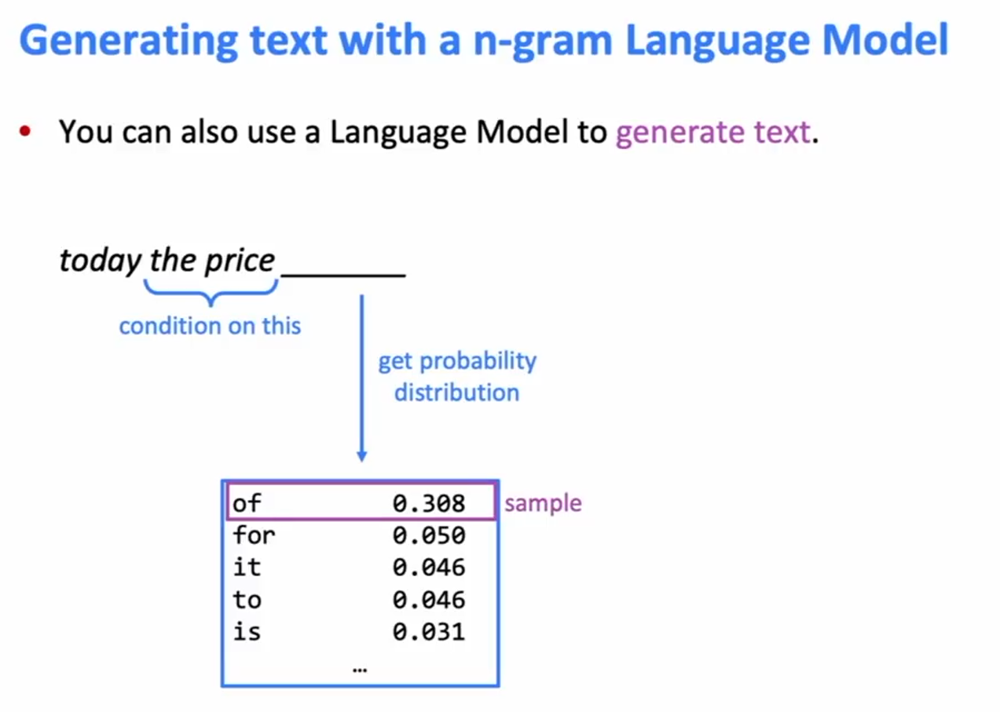 Generating text with a n-gram Language Model
• You can also use a Language Model to generate text.
today the price ________
condition on this
get probability
distribution
of 0.308 sample
for 0.050
it 0.046
to 0.046
is 0.031
...